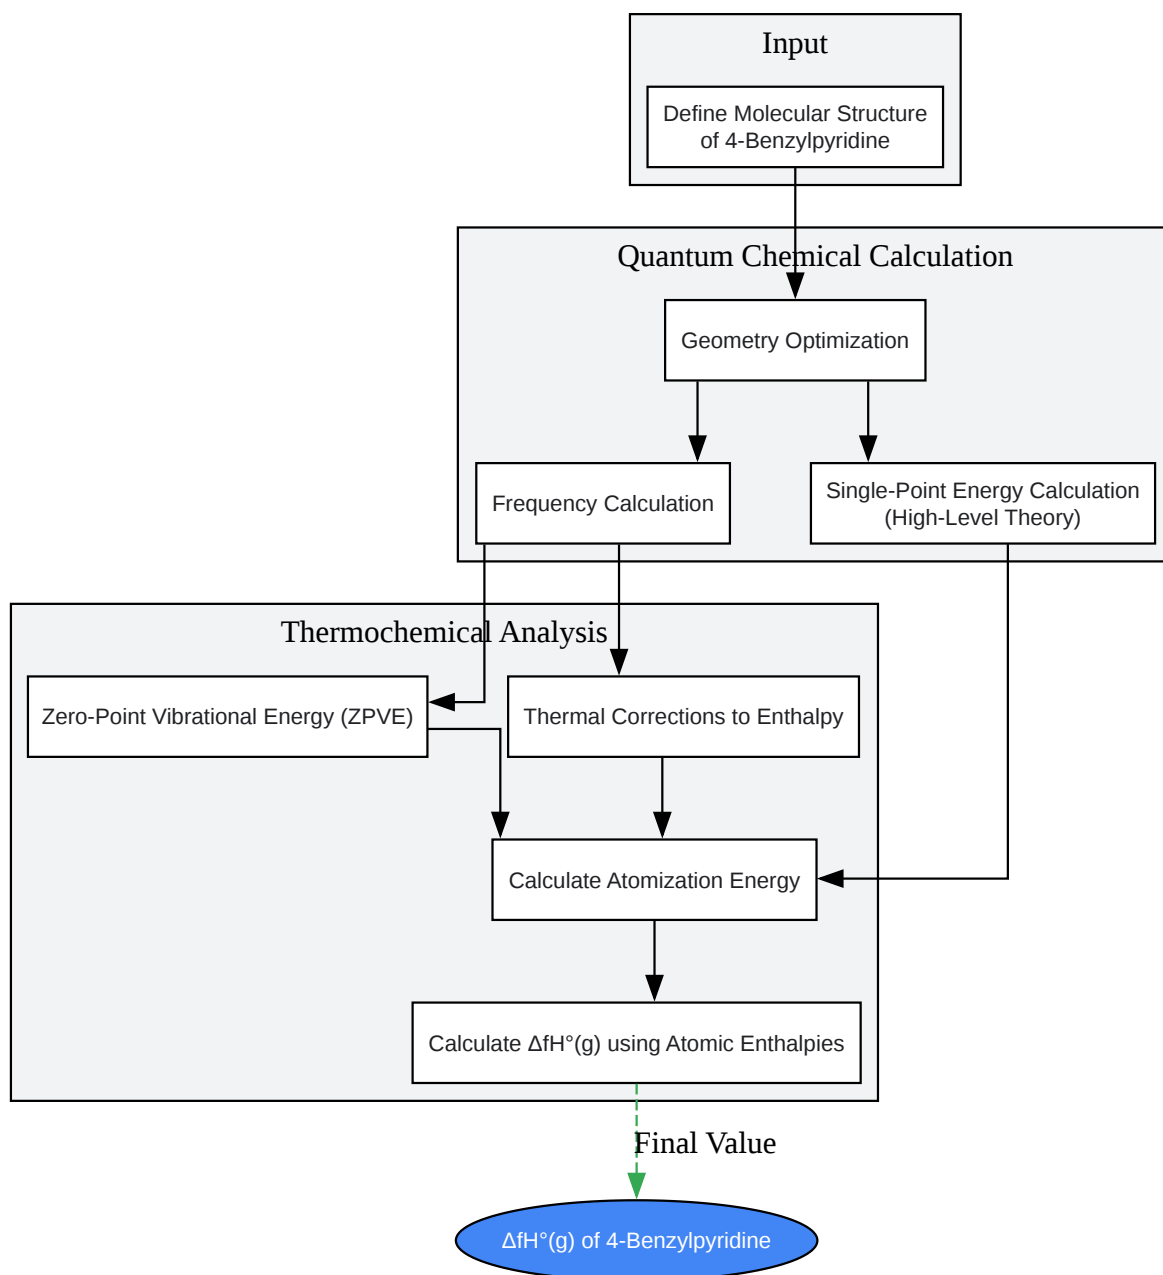 Input
Define Molecular Structure
of 4-Benzylpyridine
Quantum Chemical Calculation
Geometry Optimization
Frequency Calculation
Single-Point Energy Calculation
(High-Level Theory)
Thermochemical Analysis
Zero-Point Vibrational Energy (ZPVE)
Thermal Corrections to Enthalpy
Calculate Atomization Energy
Calculate ΔfH°(g) using Atomic Enthalpies
Final Value
ΔfH°(g) of 4-Benzylpyridine